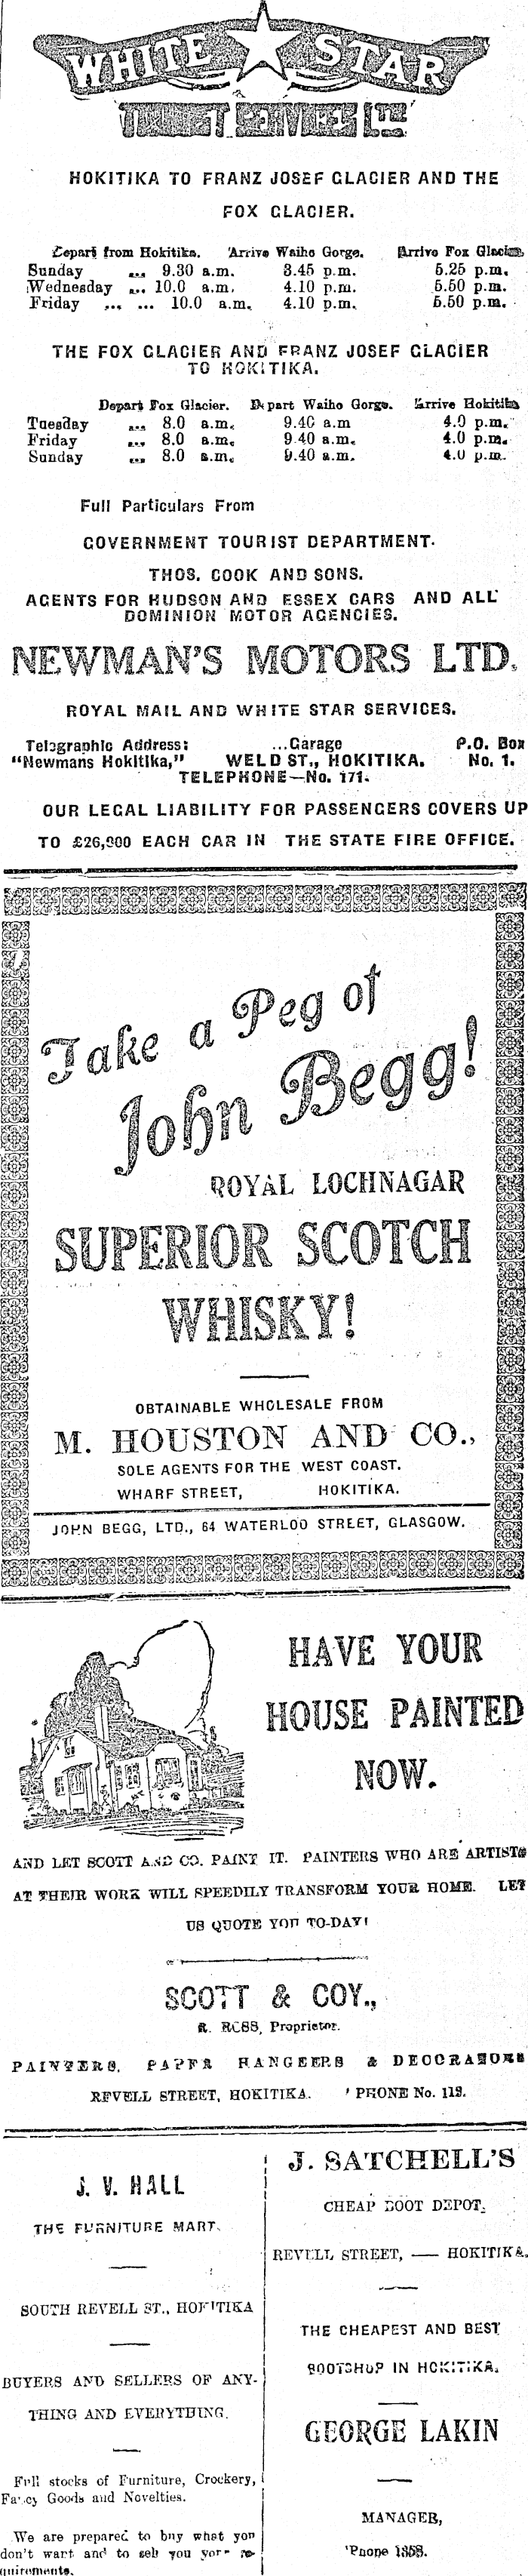 WHITE STAR
TOURIST SERVICES Ltd
HOKITIKA TO FRANZ JOSEF GLACIER AND THE
FOX GLACIER.
Depart from Hokitika. Arrive Waiho Gorge. Arrive Fox Glacier.
Sunday ... 9.30 a.m. 3.45 p.m. 5.25 p.m.
Wednesday ... 10.0 a.m. 4.10 p.m. 5.50 p.m.
Friday ... ... 10.0 a.m. 4.10 p.m. 5.50 p.m.
THE FOX GLACIER AND FRANZ JOSEF GLACIER
TO HOKITIKA.
Depart Fox Glacier. Depart Waiho Gorge. Arrive Hokitika
Tuesday ... 8.0 a.m. 9.40 a.m 4.0 p.m.
Friday ... 8.0 a.m. 9.40 a.m. 4.0 p.m.
Sunday ... 8.0 a.m. 9.40 a.m. 4.0 p.m.
Full Particulars From
GOVERNMENT TOURIST DEPARTMENT.
THOS. COOK AND SONS.
AGENTS FOR HUDSON AND ESSEX CARS AND ALL
DOMINION MOTOR AGENCIES.
NEWMAN'S MOTORS LTD.
ROYAL MAIL AND WHITE STAR SERVICES.
Telegraphic Address: ...Garage P.O. Box
"Newmans Hokitika," WELD ST., HOKITIKA. No. 1.
TELEPHONE—No. 171.
OUR LEGAL LIABILITY FOR PASSENGERS COVERS UP
TO £26,000 EACH CAR IN THE STATE FIRE OFFICE.
Take a Peg of
John Begg!
ROYAL LOCHNAGAR
SUPERIOR SCOTCH
WHISKY!
OBTAINABLE WHOLESALE FROM
M. HOUSTON AND CO.,
SOLE AGENTS FOR THE WEST COAST.
WHARF STREET, HOKITIKA.
JOHN BEGG, LTD., 64 WATERLOO STREET, GLASGOW.
HAVE YOUR
HOUSE PAINTED
NOW.
AND LET SCOTT AND CO. PAINT IT. PAINTERS WHO ARE ARTISTS
AT THEIR WORK WILL SPEEDILY TRANSFORM YOUR HOME. LET
US QUOTE YOU TO-DAY!
SCOTT & COY.,
R. ROSS, Proprietor.
PAINTERS, PAPER HANGEERS & DECORATORS
REVELL STREET, HOKITIKA. 'PHONE No. 113.
J. V. HALL
THE FURNITURE MART.
SOUTH REVELL ST., HOKITIKA
BUYERS AND SELLERS OF ANY-
THING AND EVERYTHING.
Full stocks of Furniture, Crockery,
Fancy Goods and Novelties.
We are prepared to buy what you
don't want and to sell you your re-
quirements.
J. SATCHELL'S
CHEAP BOOT DEPOT.
REVELL STREET, — HOKITIKA.
THE CHEAPEST AND BEST
BOOTSHOP IN HOKITIKA.
GEORGE LAKIN
MANAGER,
'Phone 1358.